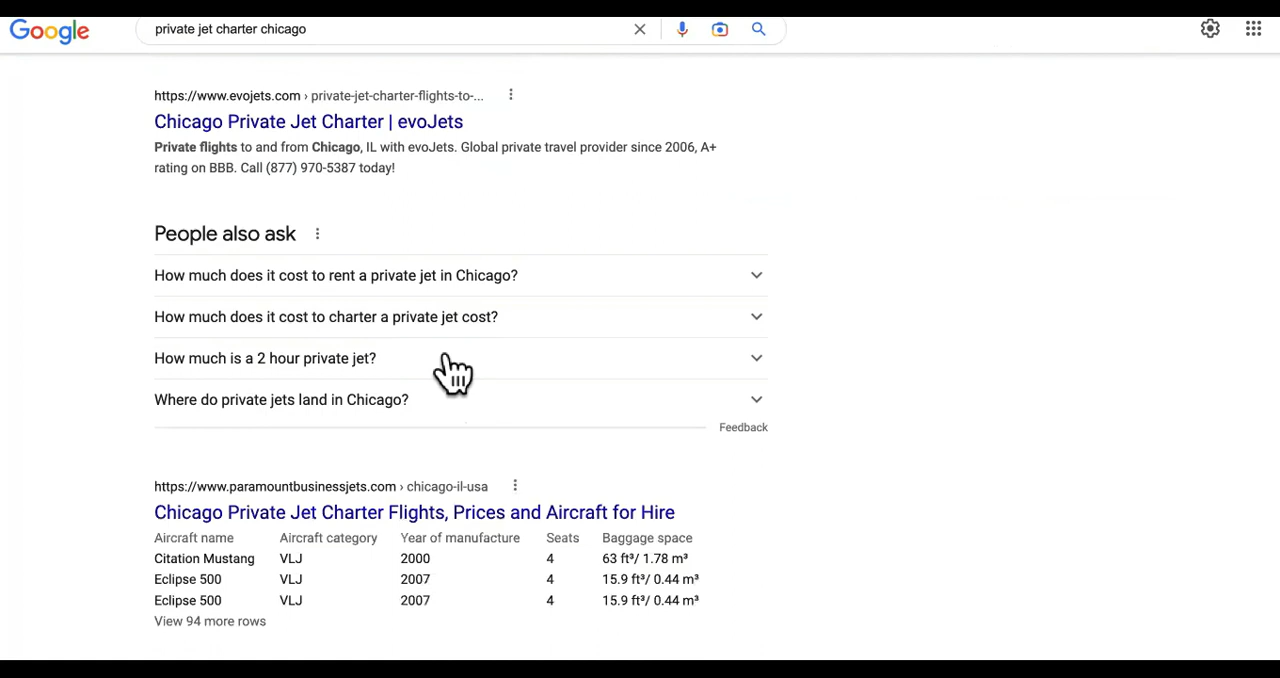 Google
private jet charter chicago
https://www.evojets.com › private-jet-charter-flights-to-...
Chicago Private Jet Charter | evoJets
Private flights to and from Chicago, IL with evoJets. Global private travel provider since 2006, A+
rating on BBB. Call (877) 970-5387 today!
People also ask
How much does it cost to rent a private jet in Chicago?
How much does it cost to charter a private jet cost?
How much is a 2 hour private jet?
Where do private jets land in Chicago?
Feedback
https://www.paramountbusinessjets.com › chicago-il-usa
Chicago Private Jet Charter Flights, Prices and Aircraft for Hire
Aircraft name Aircraft category Year of manufacture Seats Baggage space
Citation Mustang VLJ 2000 4 63 ft³/ 1.78 m³
Eclipse 500 VLJ 2007 4 15.9 ft³/ 0.44 m³
Eclipse 500 VLJ 2007 4 15.9 ft³/ 0.44 m³
View 94 more rows